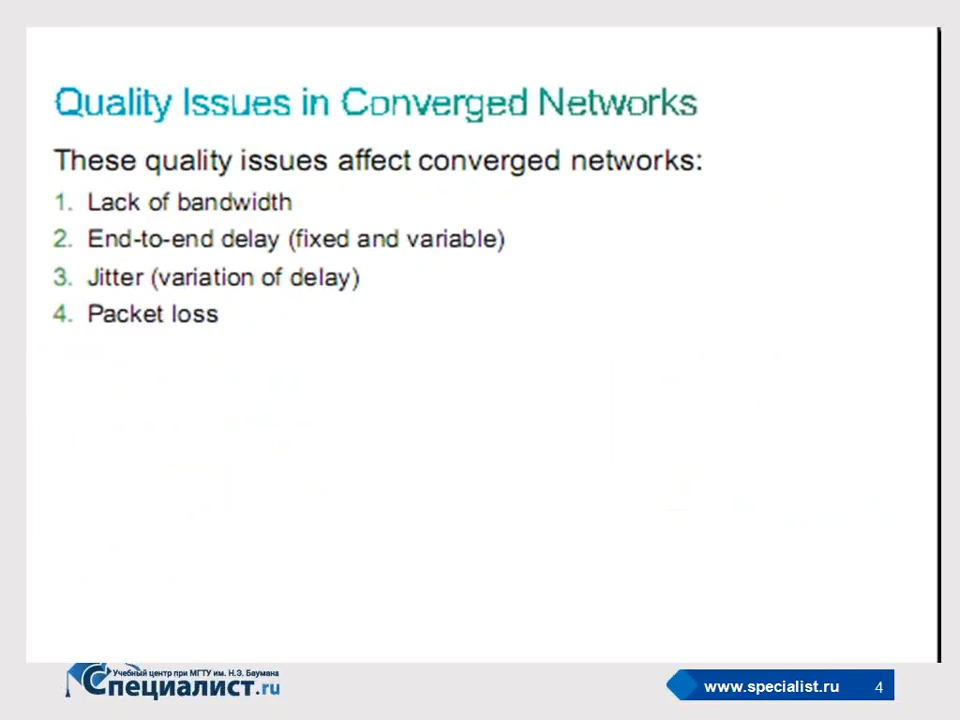 Quality Issues in Converged Networks
These quality issues affect converged networks:
1. Lack of bandwidth
2. End-to-end delay (fixed and variable)
3. Jitter (variation of delay)
4. Packet loss
Учебный центр при МГТУ им. Н.Э. Баумана
Специалист.ru
www.specialist.ru 4